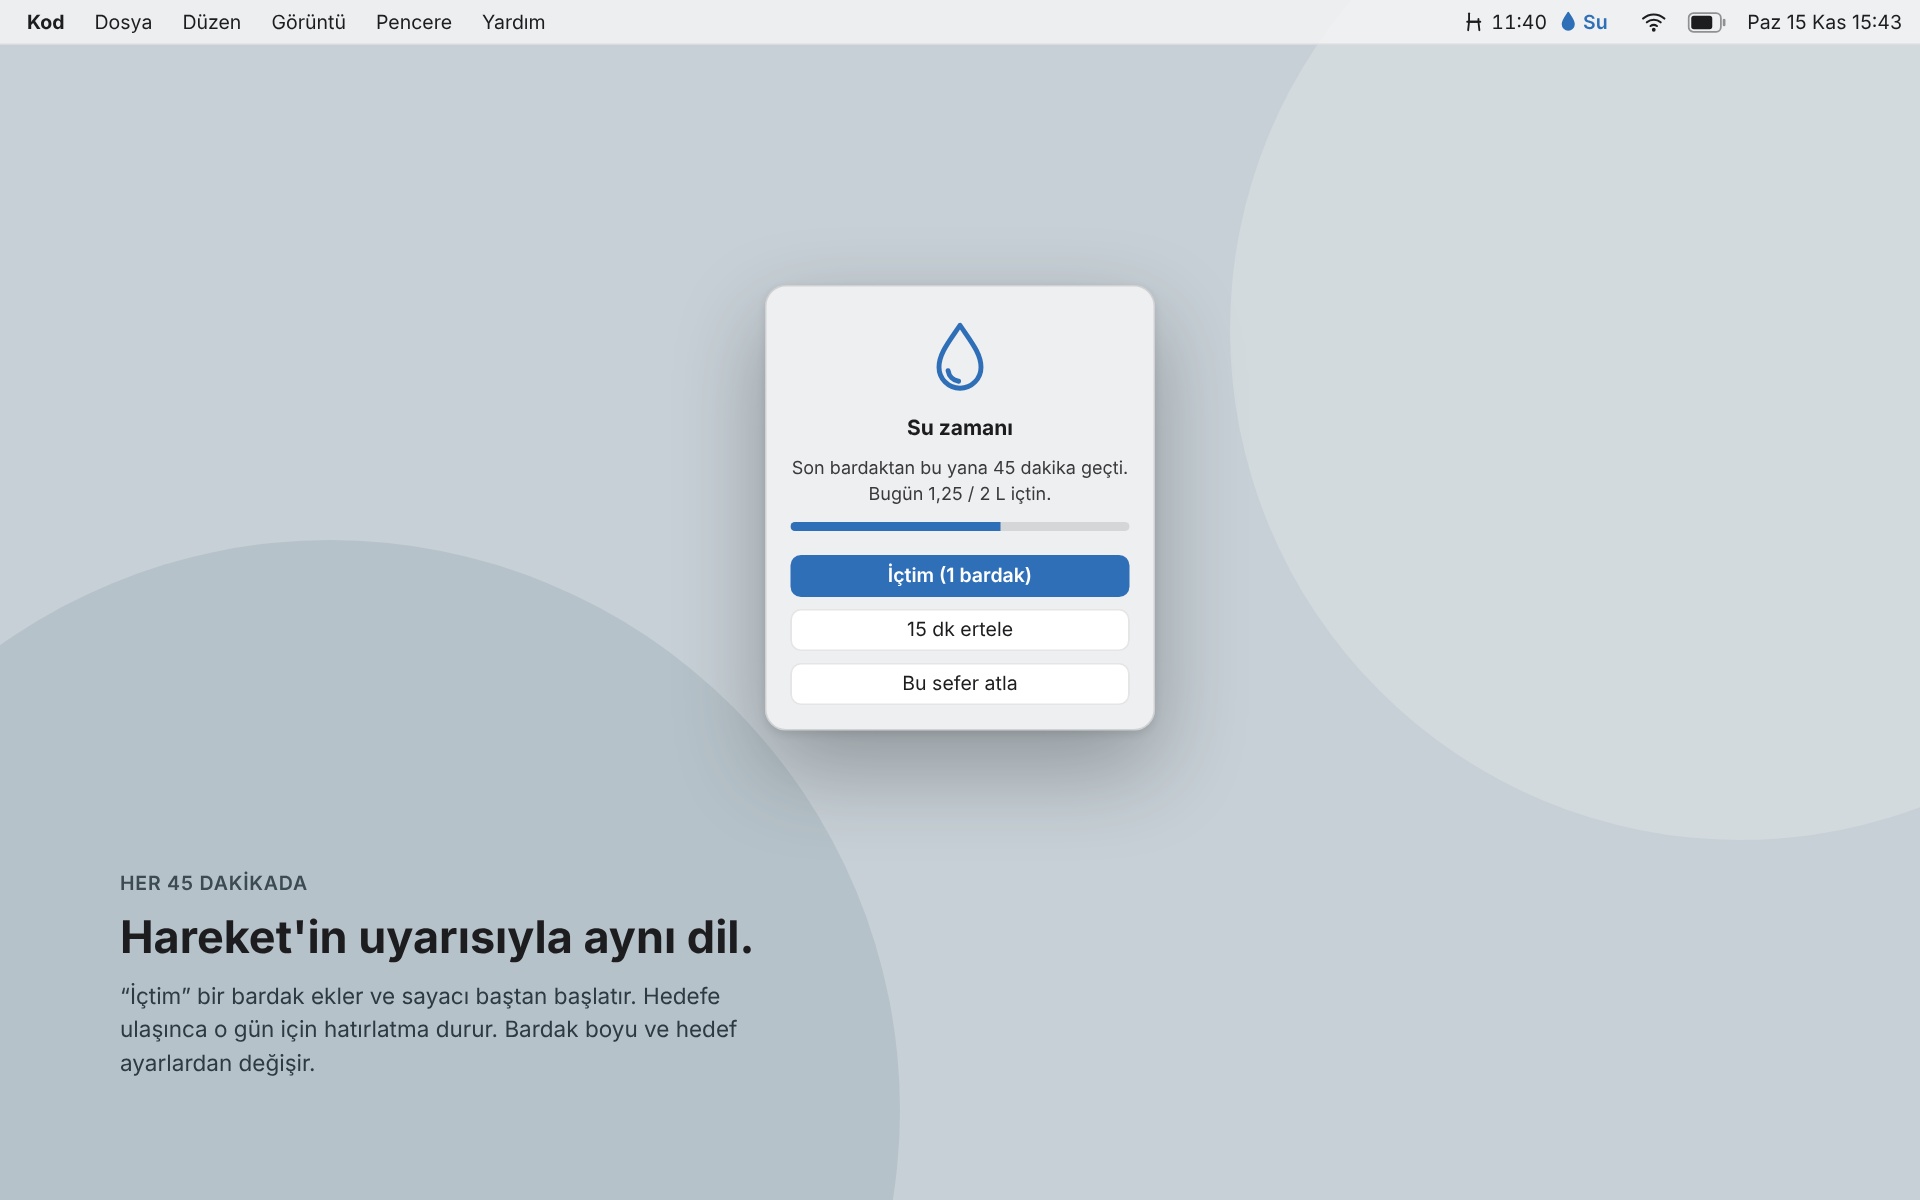 Kod Dosya Düzen Görüntü Pencere Yardım 11:40 Su Paz 15 Kas 15:43
Su zamanı
Son bardaktan bu yana 45 dakika geçti.
Bugün 1,25 / 2 L içtin.
İçtim (1 bardak)
15 dk ertele
Bu sefer atla
HER 45 DAKİKADA
Hareket'in uyarısıyla aynı dil.
“İçtim” bir bardak ekler ve sayacı baştan başlatır. Hedefe
ulaşınca o gün için hatırlatma durur. Bardak boyu ve hedef
ayarlardan değişir.